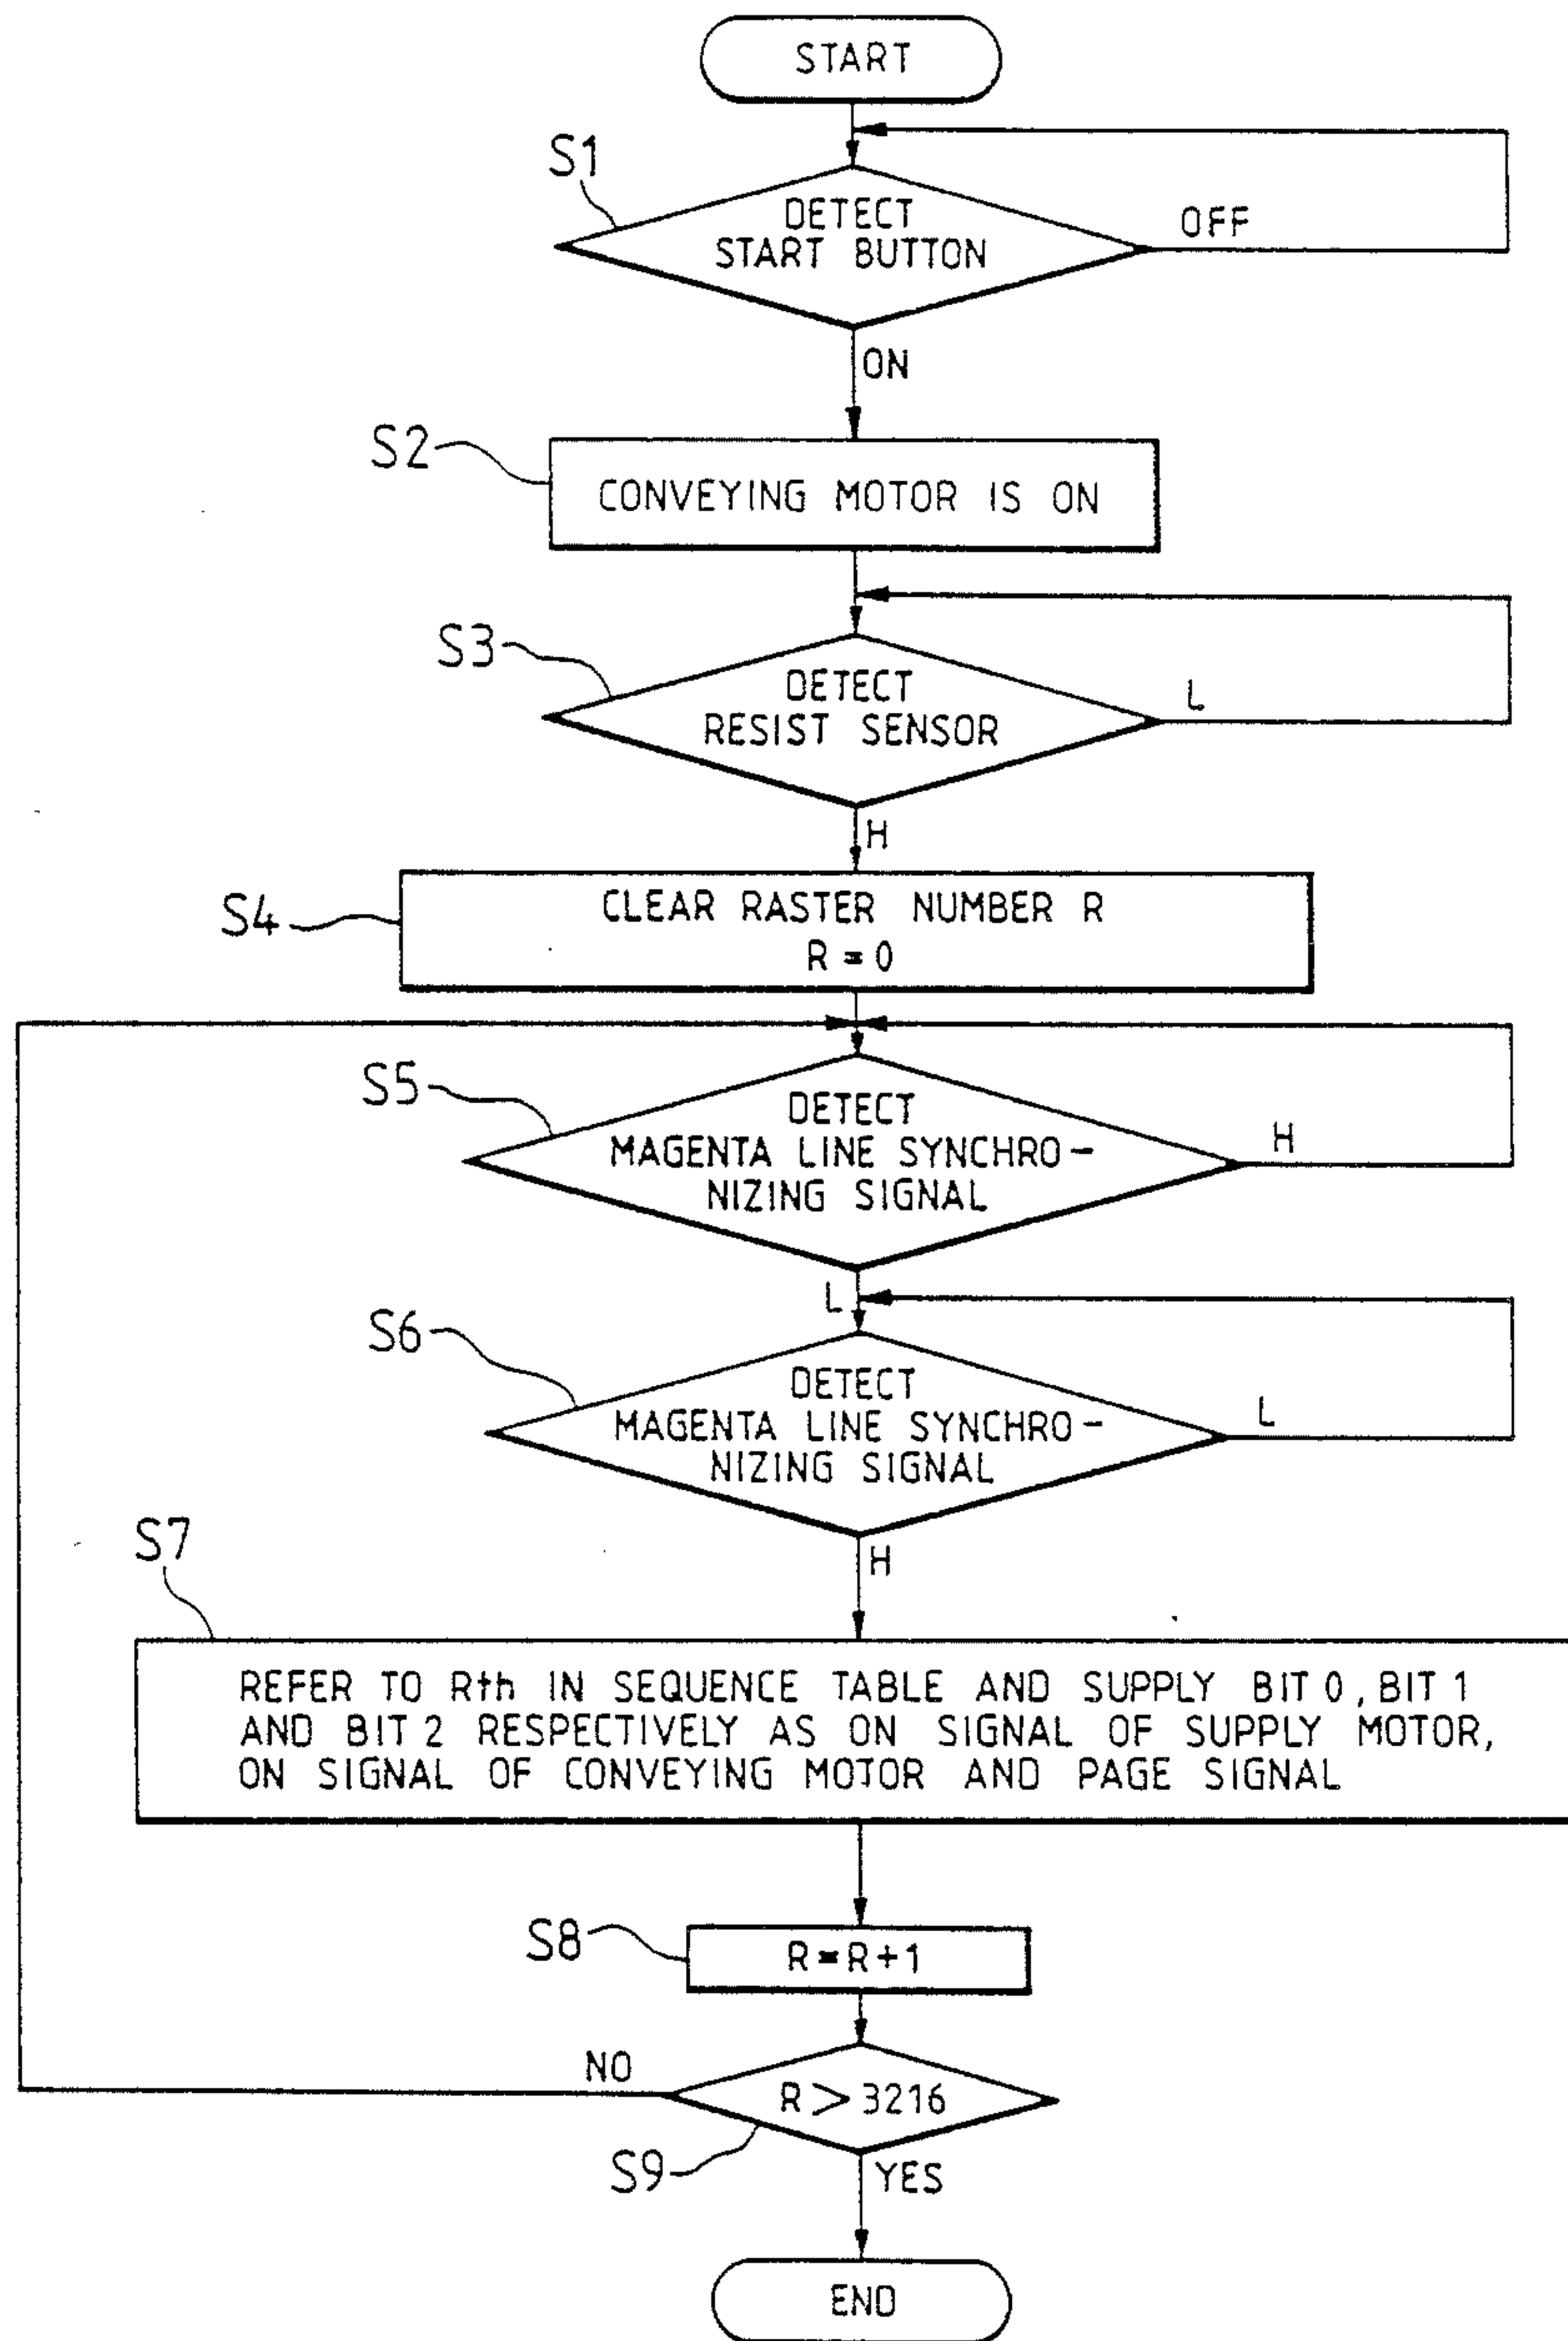 START
S1
DETECT
START BUTTON
OFF
ON
S2
CONVEYING MOTOR IS ON
S3
DETECT
RESIST SENSOR
L
H
S4
CLEAR RASTER NUMBER R
R = 0
S5
DETECT
MAGENTA LINE SYNCHRO-
NIZING SIGNAL
H
L
S6
DETECT
MAGENTA LINE SYNCHRO-
NIZING SIGNAL
L
H
S7
REFER TO Rth IN SEQUENCE TABLE AND SUPPLY BIT 0, BIT 1
AND BIT 2 RESPECTIVELY AS ON SIGNAL OF SUPPLY MOTOR,
ON SIGNAL OF CONVEYING MOTOR AND PAGE SIGNAL
S8
R = R + 1
NO
R > 3216
S9
YES
END